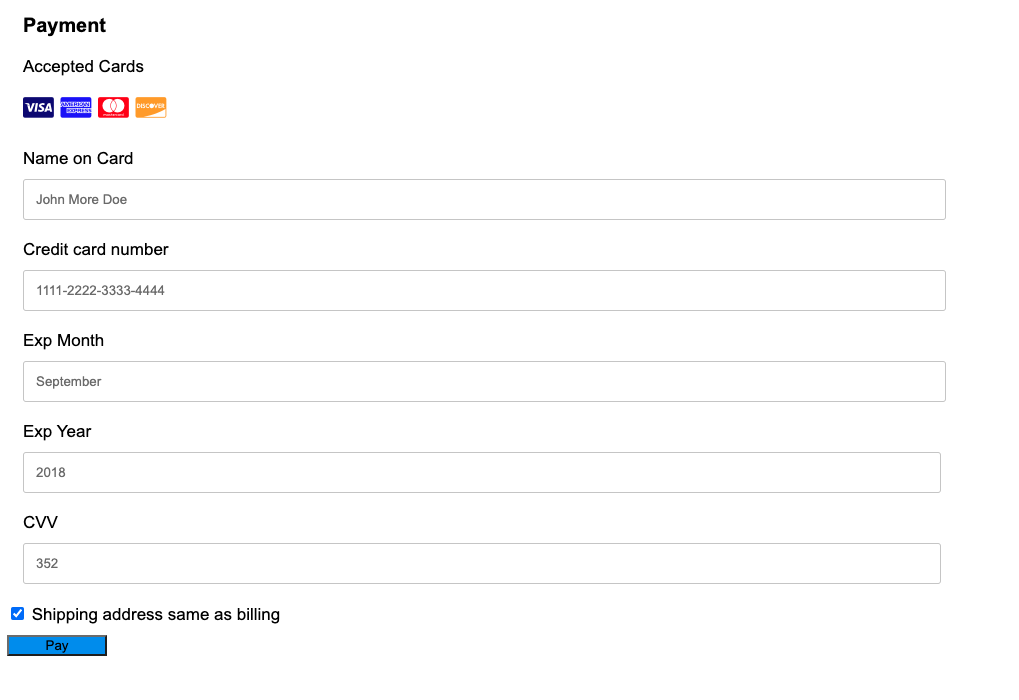 Payment
Accepted Cards
VISA AMERICAN EXPRESS mastercard DISCOVER
Name on Card
John More Doe
Credit card number
1111-2222-3333-4444
Exp Month
September
Exp Year
2018
CVV
352
Shipping address same as billing
Pay